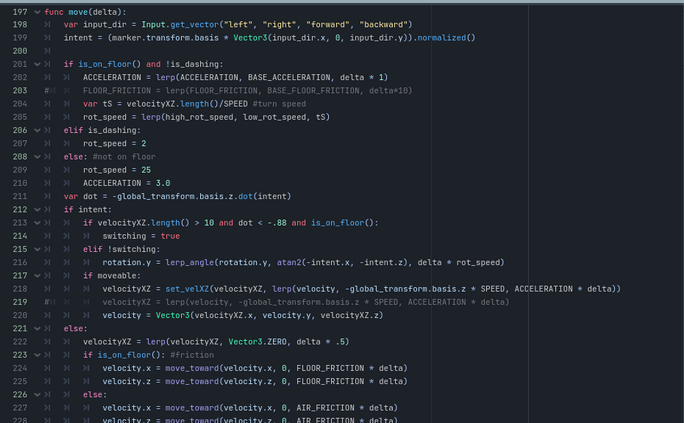 197 func move(delta):
198 var input_dir = Input.get_vector("left", "right", "forward", "backward")
199 intent = (marker.transform.basis * Vector3(input_dir.x, 0, input_dir.y)).normalized()
200
201 if is_on_floor() and !is_dashing:
202 ACCELERATION = lerp(ACCELERATION, BASE_ACCELERATION, delta * 1)
203 # FLOOR_FRICTION = lerp(FLOOR_FRICTION, BASE_FLOOR_FRICTION, delta*10)
204 var tS = velocityXZ.length()/SPEED #turn speed
205 rot_speed = lerp(high_rot_speed, low_rot_speed, tS)
206 elif is_dashing:
207 rot_speed = 2
208 else: #not on floor
209 rot_speed = 25
210 ACCELERATION = 3.0
211 var dot = -global_transform.basis.z.dot(intent)
212 if intent:
213 if velocityXZ.length() > 10 and dot < -.88 and is_on_floor():
214 switching = true
215 elif !switching:
216 rotation.y = lerp_angle(rotation.y, atan2(-intent.x, -intent.z), delta * rot_speed)
217 if moveable:
218 velocityXZ = set_velXZ(velocityXZ, lerp(velocity, -global_transform.basis.z * SPEED, ACCELERATION * delta))
219 # velocityXZ = lerp(velocity, -global_transform.basis.z * SPEED, ACCELERATION * delta)
220 velocity = Vector3(velocityXZ.x, velocity.y, velocityXZ.z)
221 else:
222 velocityXZ = lerp(velocityXZ, Vector3.ZERO, delta * .5)
223 if is_on_floor(): #friction
224 velocity.x = move_toward(velocity.x, 0, FLOOR_FRICTION * delta)
225 velocity.z = move_toward(velocity.z, 0, FLOOR_FRICTION * delta)
226 else:
227 velocity.x = move_toward(velocity.x, 0, AIR_FRICTION * delta)
228 velocity.z = move_toward(velocity.z, 0, AIR_FRICTION * delta)